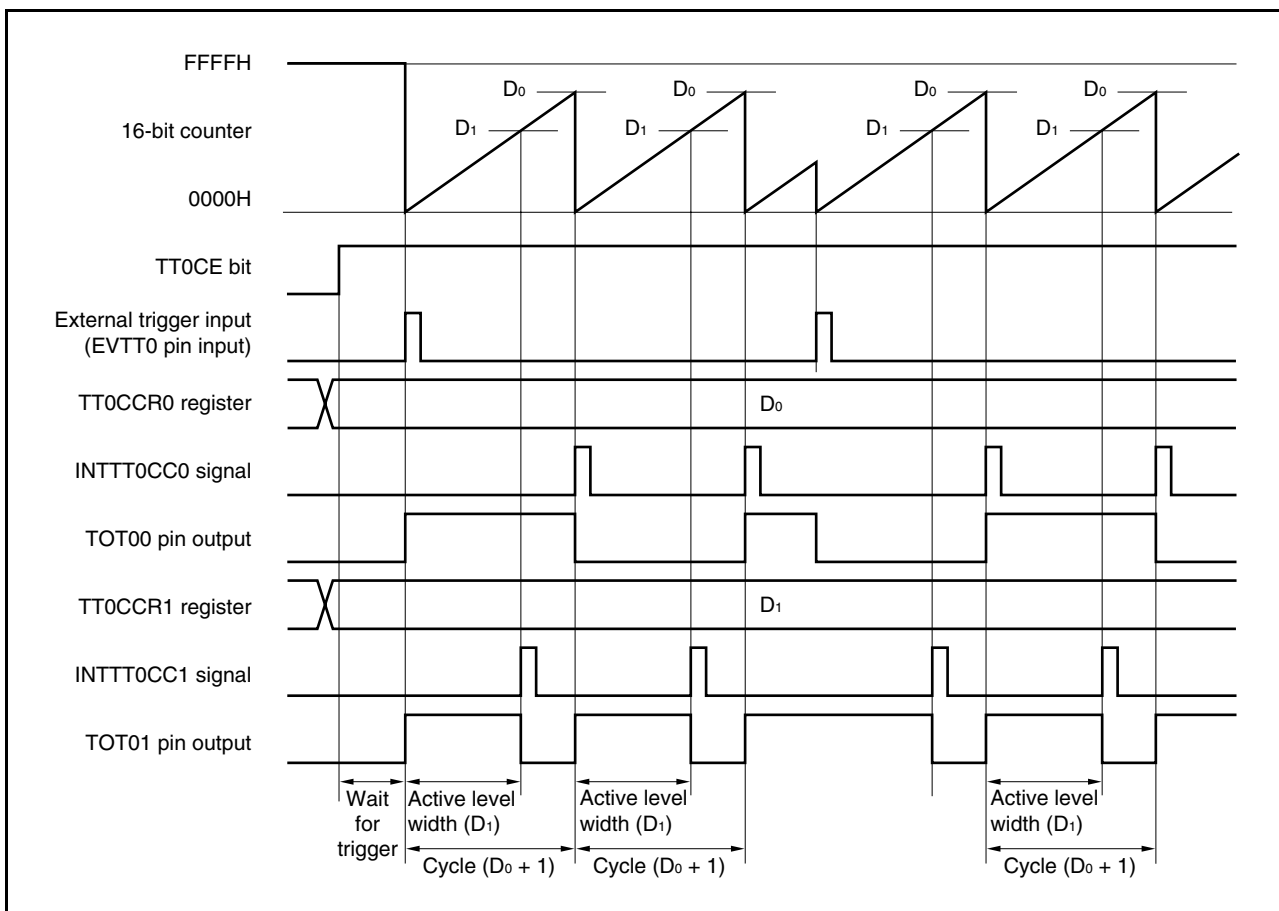 FFFFH
D0 D0 D0 D0
16-bit counter
D1 D1 D1 D1
0000H
TT0CE bit
External trigger input
(EVTT0 pin input)
TT0CCR0 register
D0
INTTT0CC0 signal
TOT00 pin output
TT0CCR1 register
D1
INTTT0CC1 signal
TOT01 pin output
Wait
for
trigger
Active level
width (D1)
Cycle (D0 + 1)
Active level
width (D1)
Cycle (D0 + 1)
Active level
width (D1)
Cycle (D0 + 1)